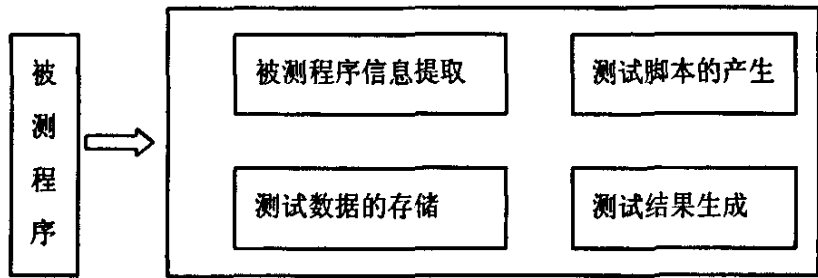 被测程序
被测程序信息提取
测试脚本的产生
测试数据的存储
测试结果生成